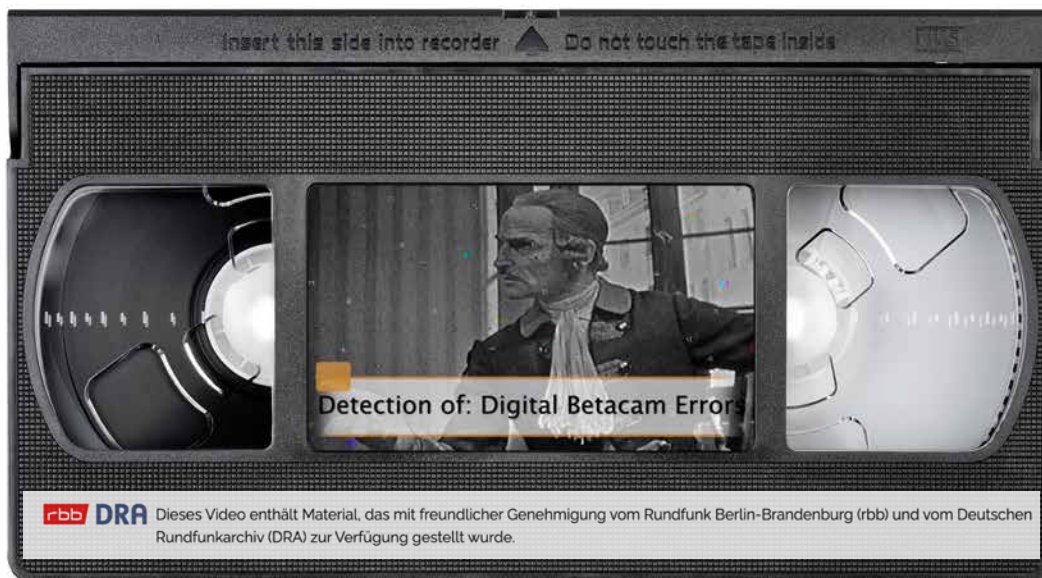 Insert this side into recorder Do not touch the tape inside
VHS
Detection of: Digital Betacam Errors
rbb DRA Dieses Video enthält Material, das mit freundlicher Genehmigung vom Rundfunk Berlin-Brandenburg (rbb) und vom Deutschen
Rundfunkarchiv (DRA) zur Verfügung gestellt wurde.